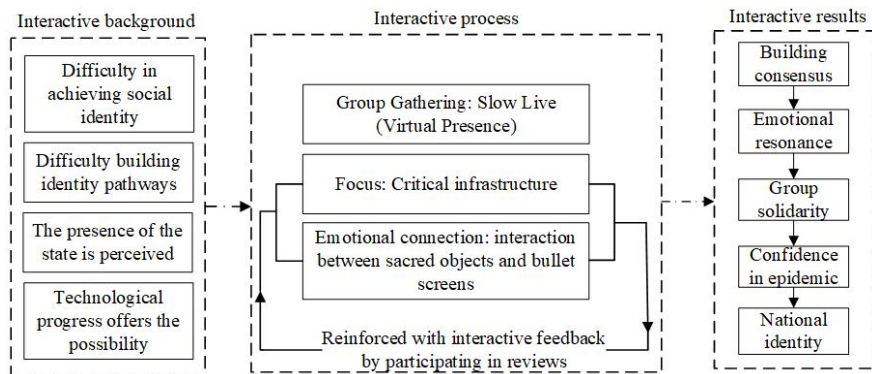 Interactive background
Difficulty in
achieving social
identity
Difficulty building
identity pathways
The presence of the
state is perceived
Technological
progress offers the
possibility
Interactive process
Group Gathering: Slow Live
(Virtual Presence)
Focus: Critical infrastructure
Emotional connection: interaction
between sacred objects and bullet
screens
Reinforced with interactive feedback
by participating in reviews
Interactive results
Building
consensus
Emotional
resonance
Group
solidarity
Confidence
in epidemic
National
identity